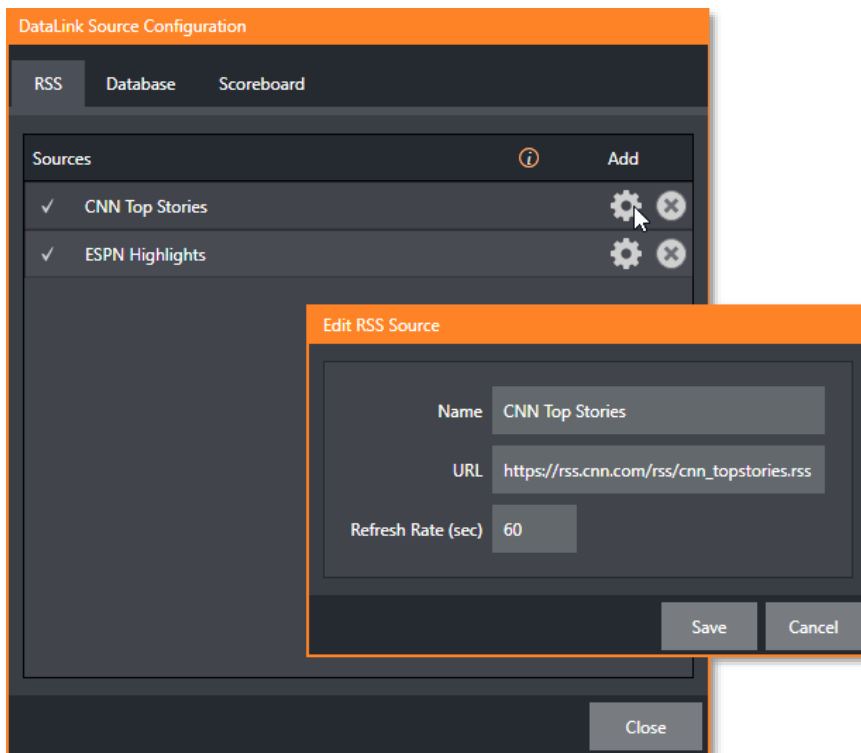 DataLink Source Configuration
RSS Database Scoreboard
Sources Add
CNN Top Stories
ESPN Highlights
Edit RSS Source
Name CNN Top Stories
URL https://rss.cnn.com/rss/cnn_topstories.rss
Refresh Rate (sec) 60
Save Cancel
Close